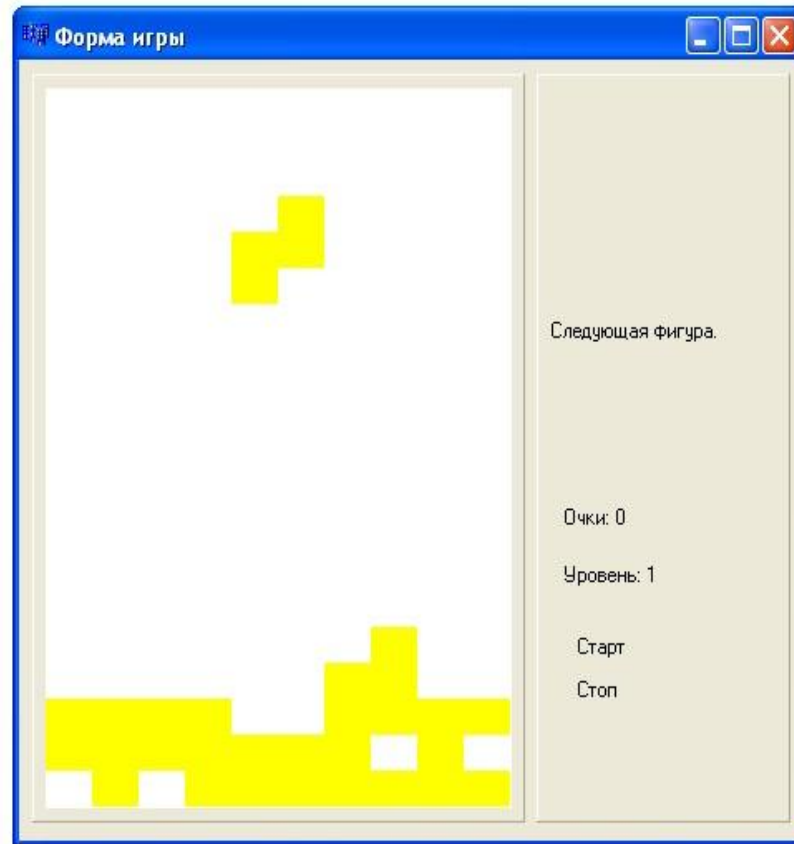 Форма игры
Следующая фигура.
Очки: 0
Уровень: 1
Старт
Стоп